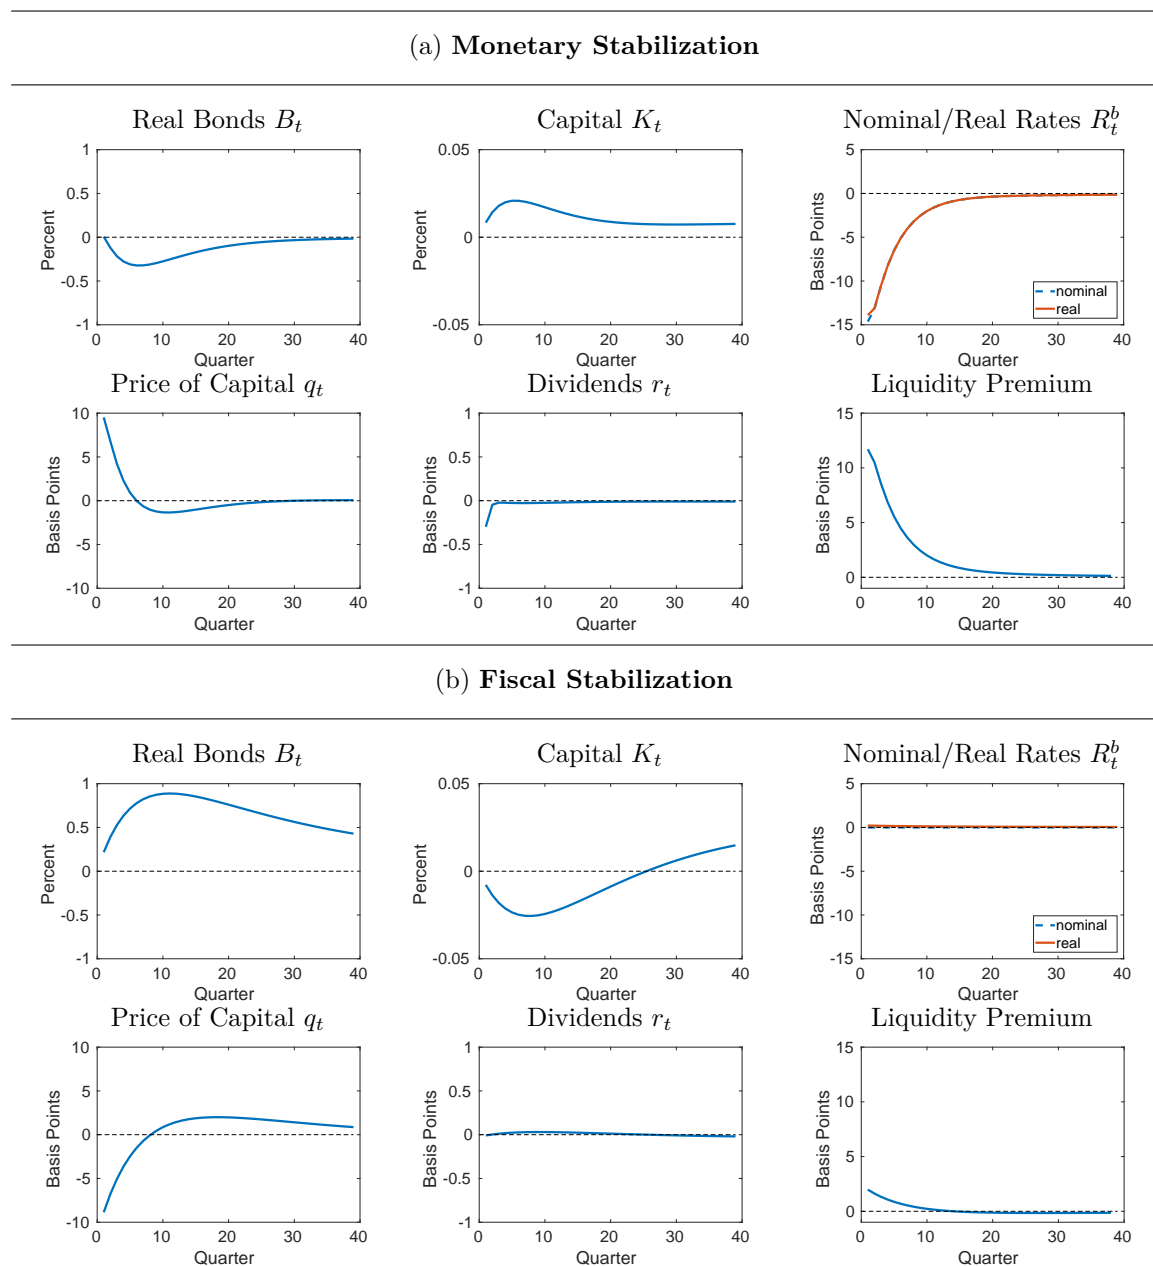 (a) Monetary Stabilization
Real Bonds B_t
Capital K_t
Nominal/Real Rates R_t^b
Percent
1
0.5
0
-0.5
-1
0 10 20 30 40
Quarter
Percent
0.05
0
-0.05
0 10 20 30 40
Quarter
Basis Points
5
0
-5
-10
-15
nominal
real
0 10 20 30 40
Quarter
Price of Capital q_t
Dividends r_t
Liquidity Premium
Basis Points
10
5
0
-5
-10
0 10 20 30 40
Quarter
Basis Points
1
0.5
0
-0.5
-1
0 10 20 30 40
Quarter
Basis Points
15
10
5
0
0 10 20 30 40
Quarter
(b) Fiscal Stabilization
Real Bonds B_t
Capital K_t
Nominal/Real Rates R_t^b
Percent
1
0.5
0
-0.5
-1
0 10 20 30 40
Quarter
Percent
0.05
0
-0.05
0 10 20 30 40
Quarter
Basis Points
5
0
-5
-10
-15
nominal
real
0 10 20 30 40
Quarter
Price of Capital q_t
Dividends r_t
Liquidity Premium
Basis Points
10
5
0
-5
-10
0 10 20 30 40
Quarter
Basis Points
1
0.5
0
-0.5
-1
0 10 20 30 40
Quarter
Basis Points
15
10
5
0
0 10 20 30 40
Quarter